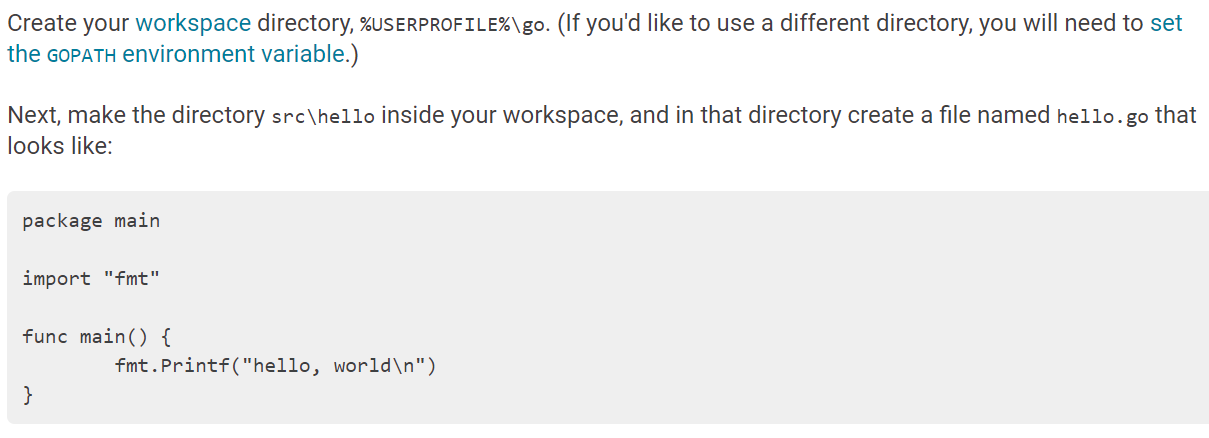 Create your workspace directory, %USERPROFILE%\go. (If you'd like to use a different directory, you will need to set
the GOPATH environment variable.)
Next, make the directory src\hello inside your workspace, and in that directory create a file named hello.go that
looks like:
package main
import "fmt"
func main() {
        fmt.Printf("hello, world\n")
}